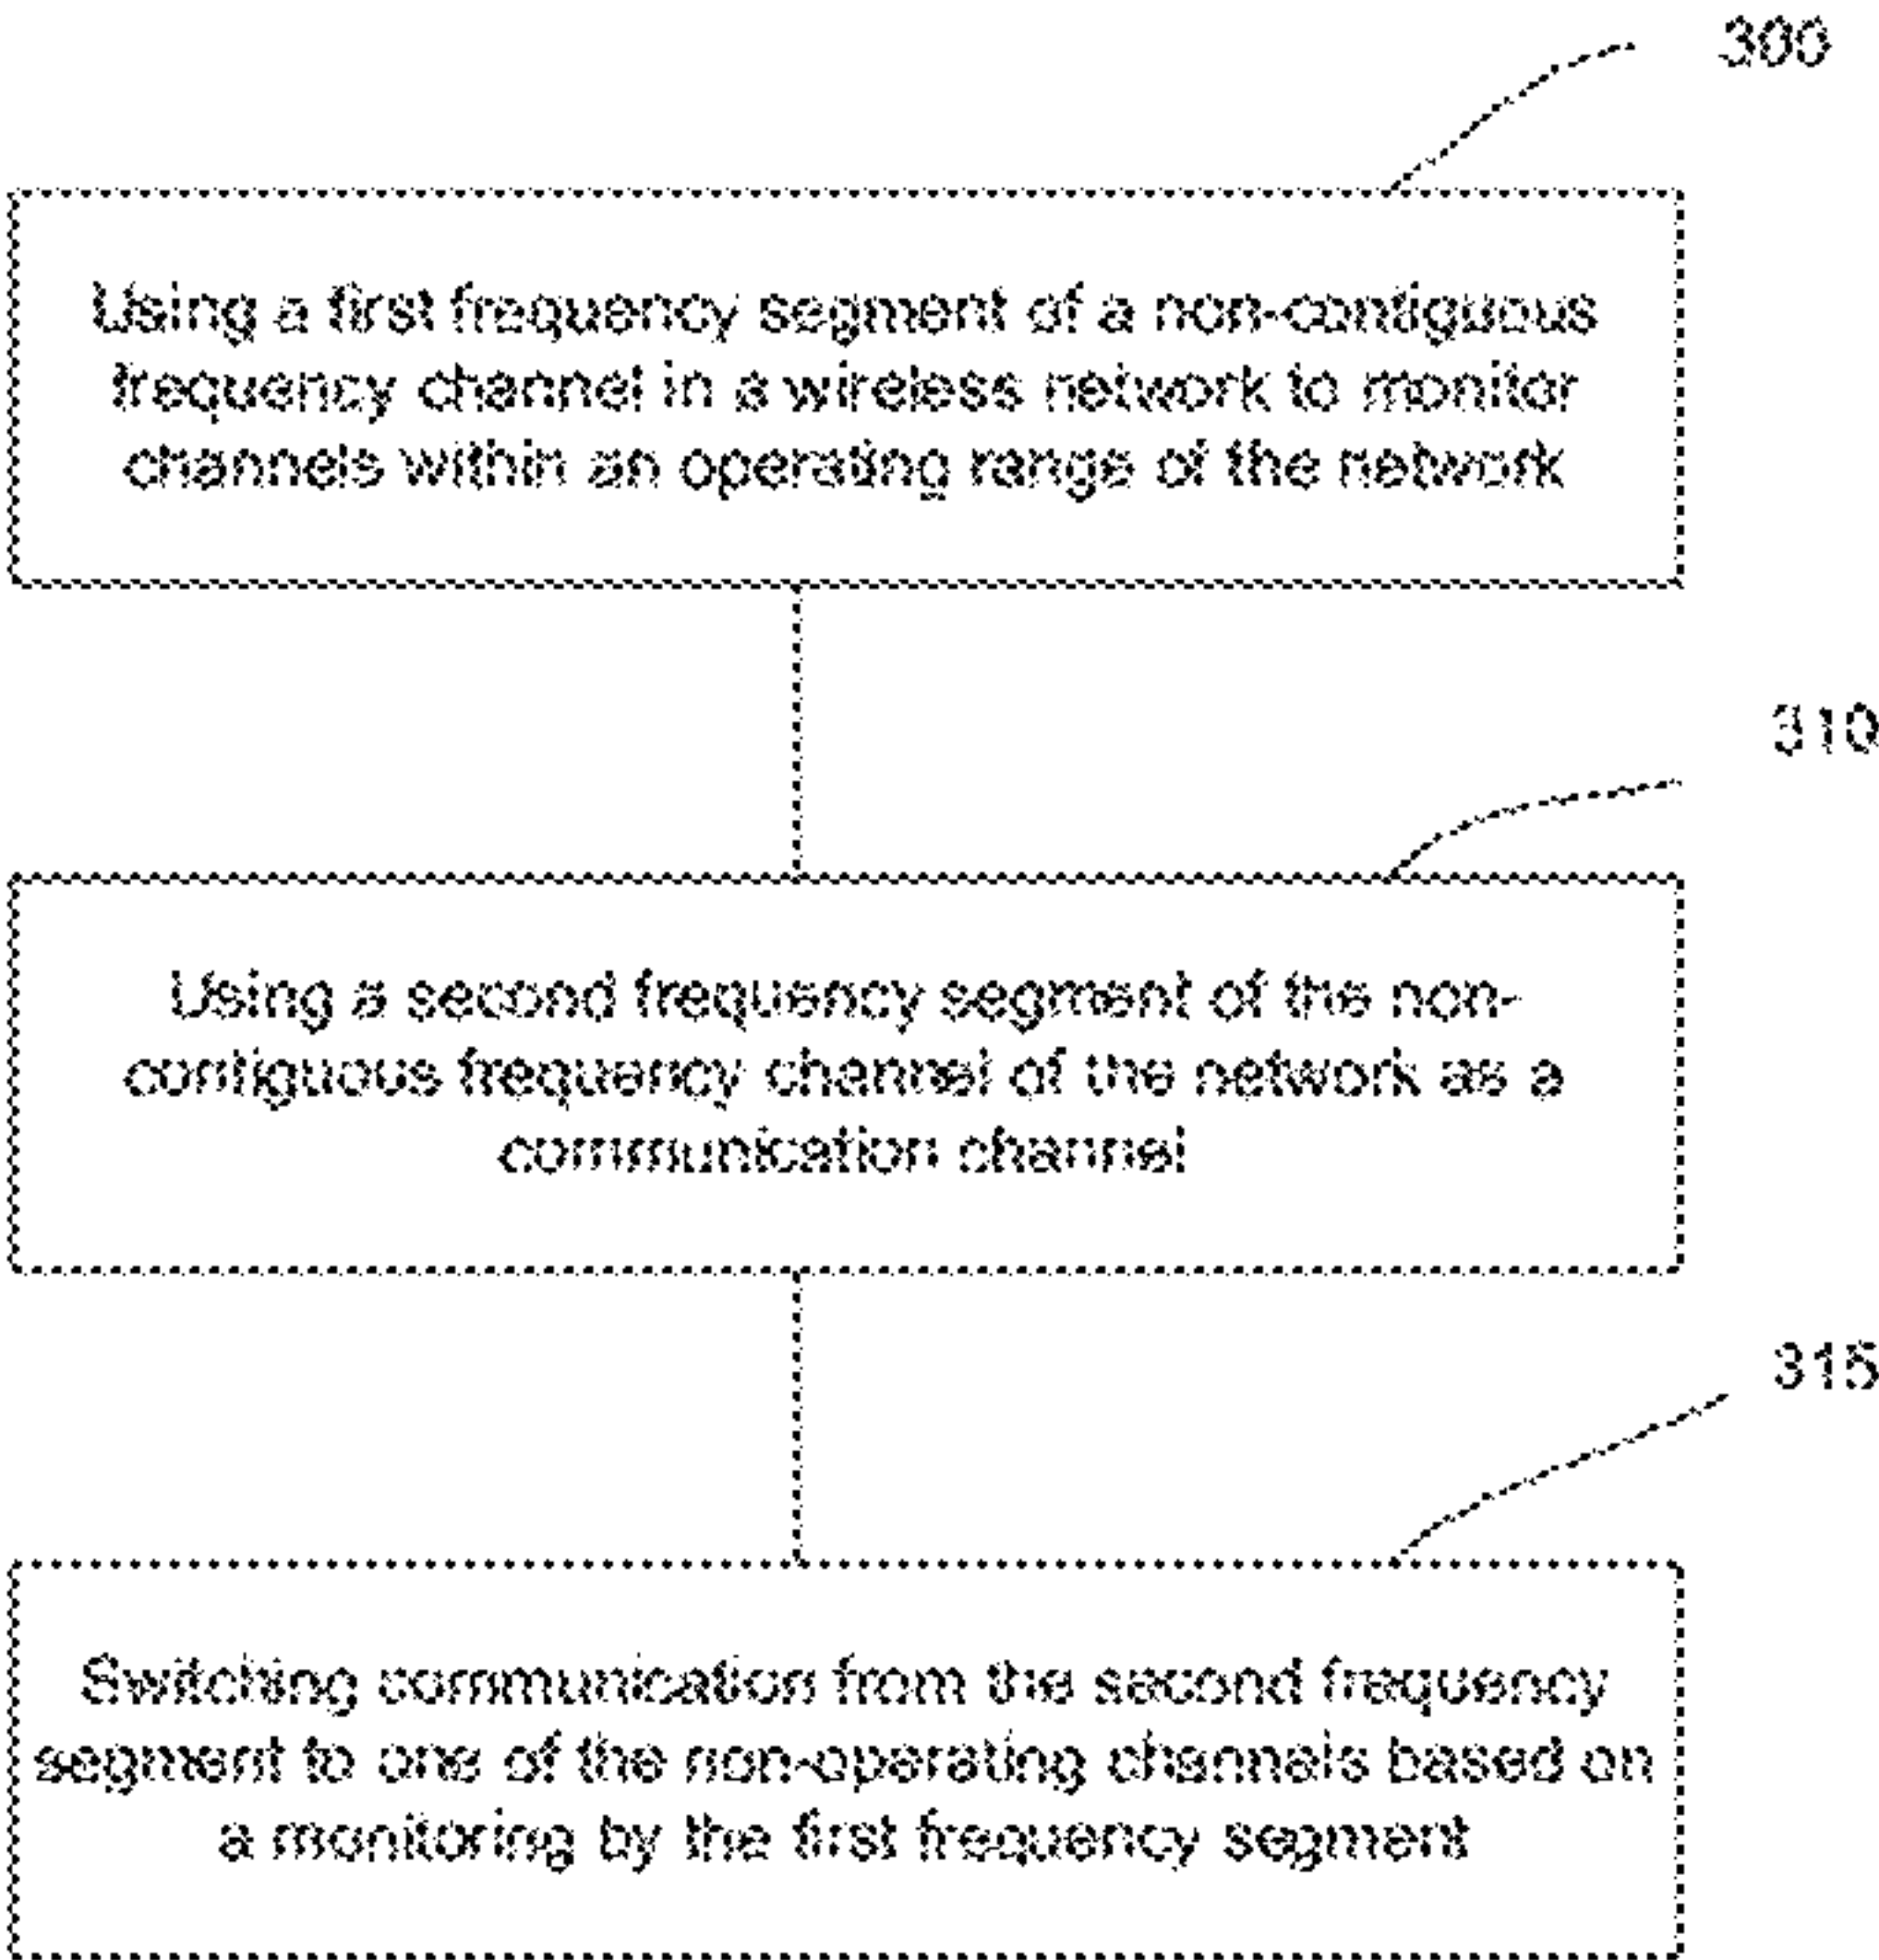 300
Using a first frequency segment of a non-contiguous
frequency channel in a wireless network to monitor
channels within an operating range of the network
310
Using a second frequency segment of the non-
contiguous frequency channel of the network as a
communication channel
315
Switching communication from the second frequency
segment to one of the non-operating channels based on
a monitoring by the first frequency segment